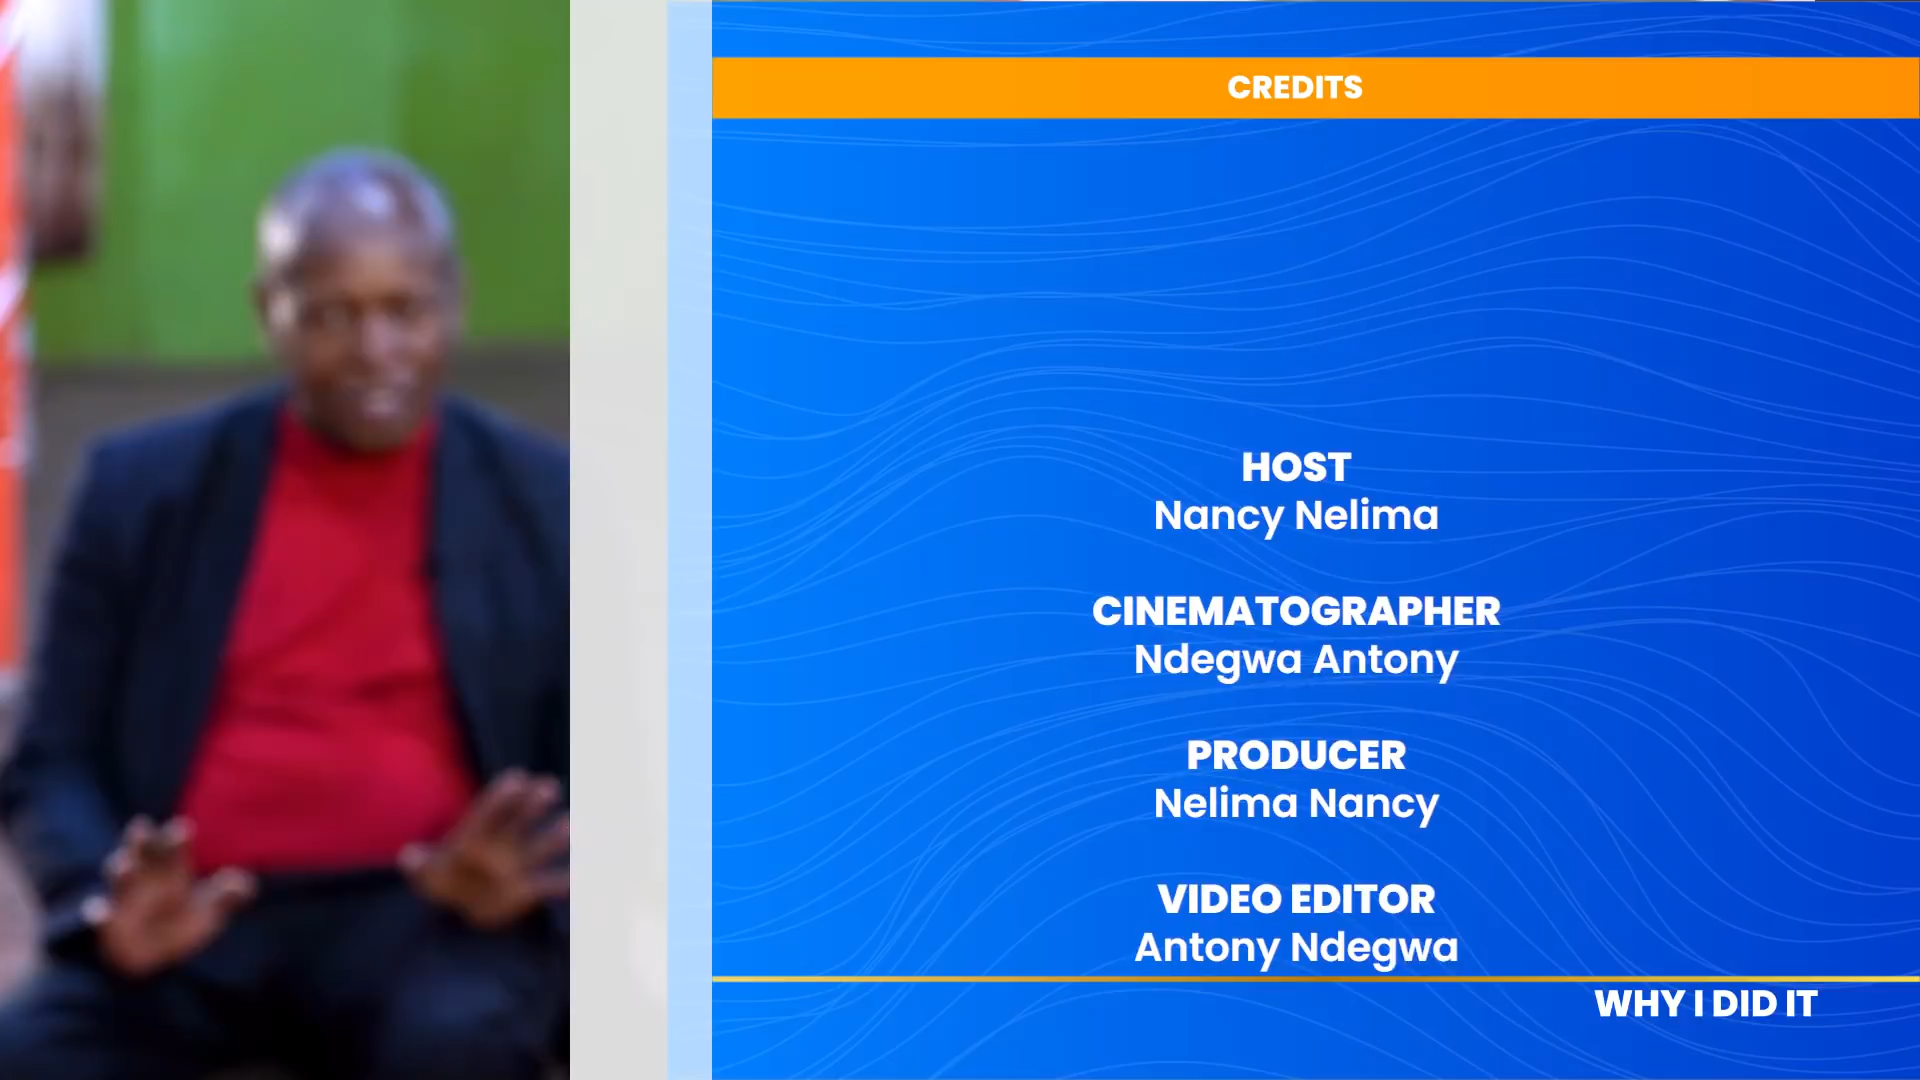 CREDITS
HOST
Nancy Nelima
CINEMATOGRAPHER
Ndegwa Antony
PRODUCER
Nelima Nancy
VIDEO EDITOR
Antony Ndegwa
WHY I DID IT